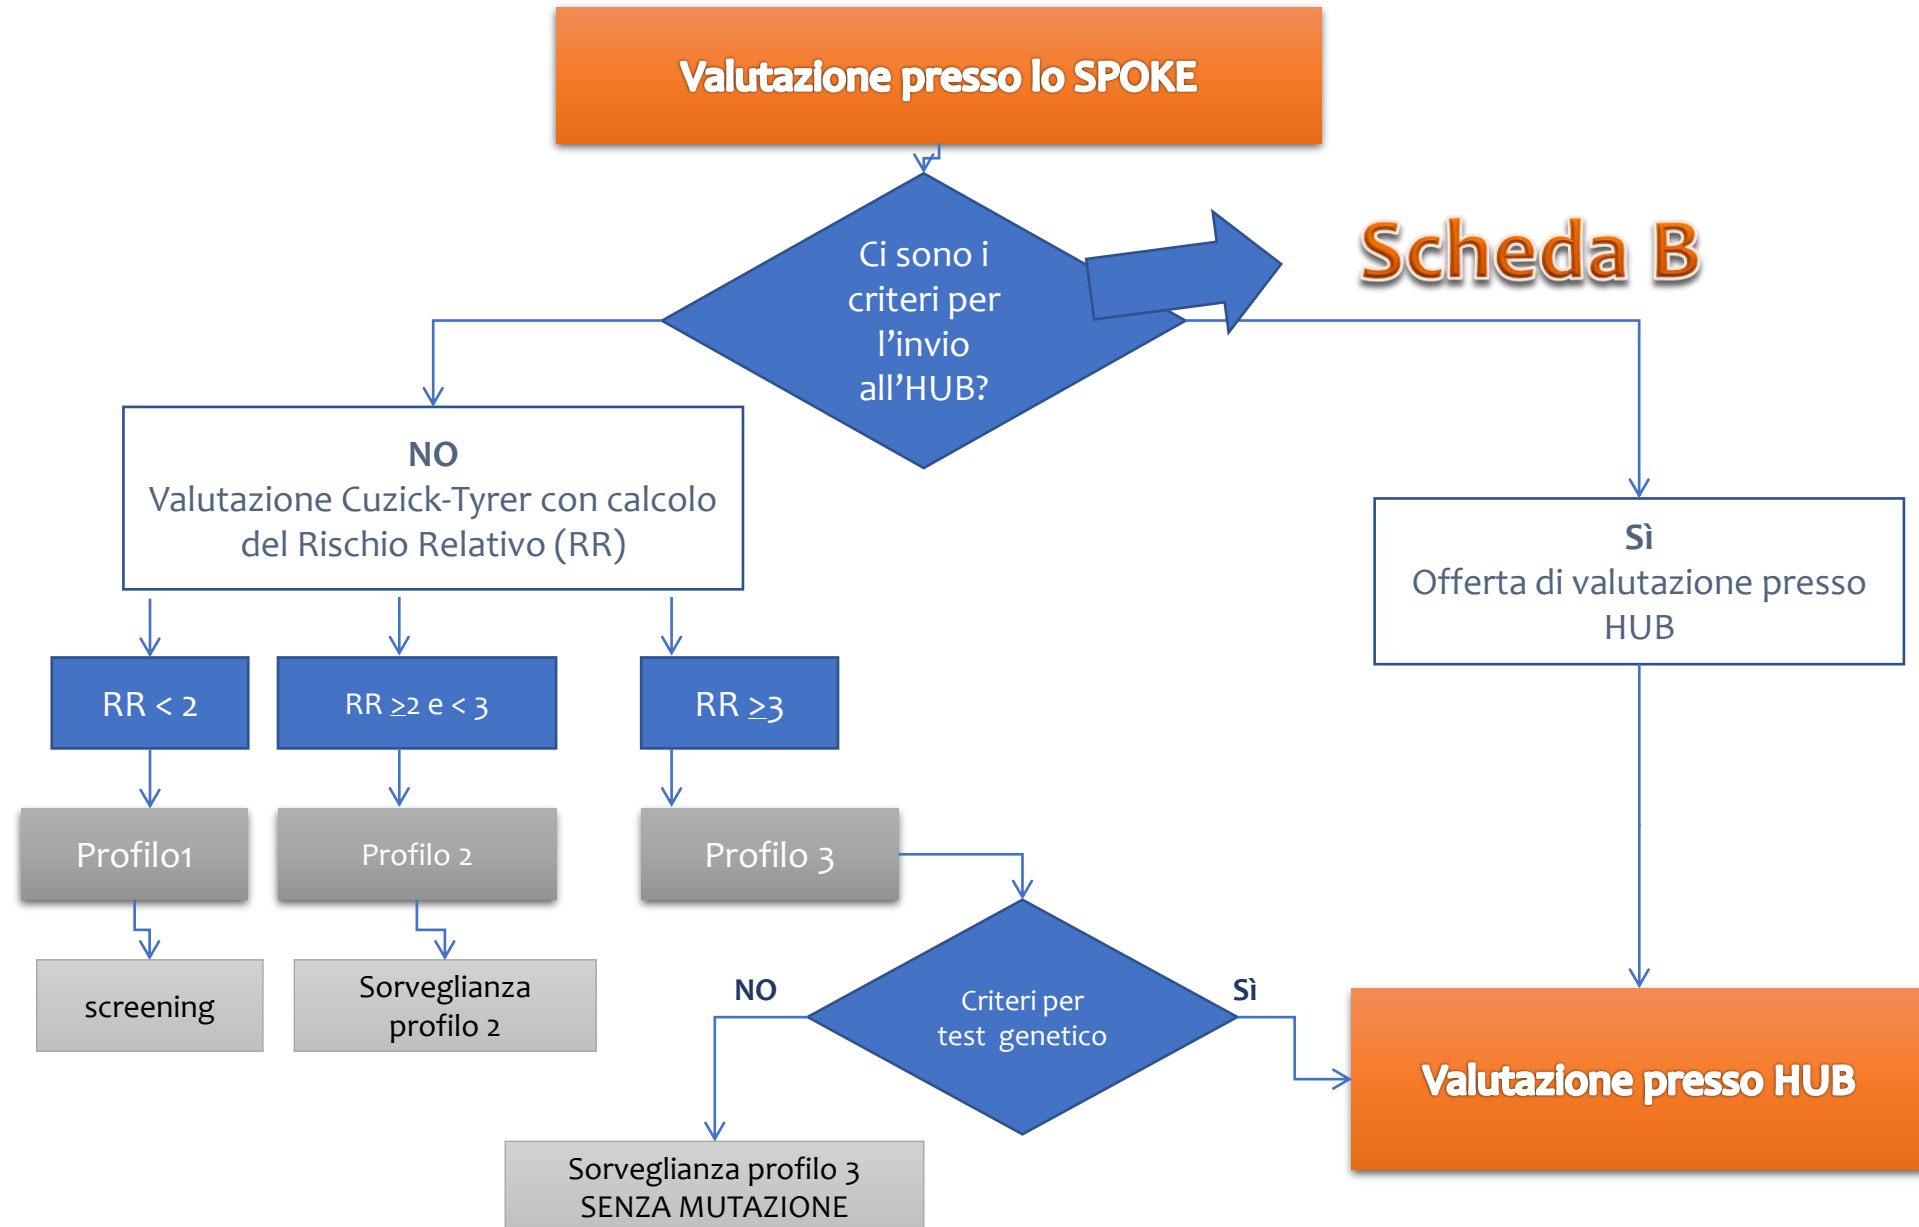 Valutazione presso lo SPOKE
Ci sono i
criteri per
l'invio
all'HUB?
Scheda B
NO
Valutazione Cuzick-Tyrer con calcolo
del Rischio Relativo (RR)
Sì
Offerta di valutazione presso
HUB
RR < 2
RR ≥2 e < 3
RR ≥3
Profilo1
Profilo 2
Profilo 3
screening
Sorveglianza
profilo 2
NO
Criteri per
test genetico
Sì
Valutazione presso HUB
Sorveglianza profilo 3
SENZA MUTAZIONE